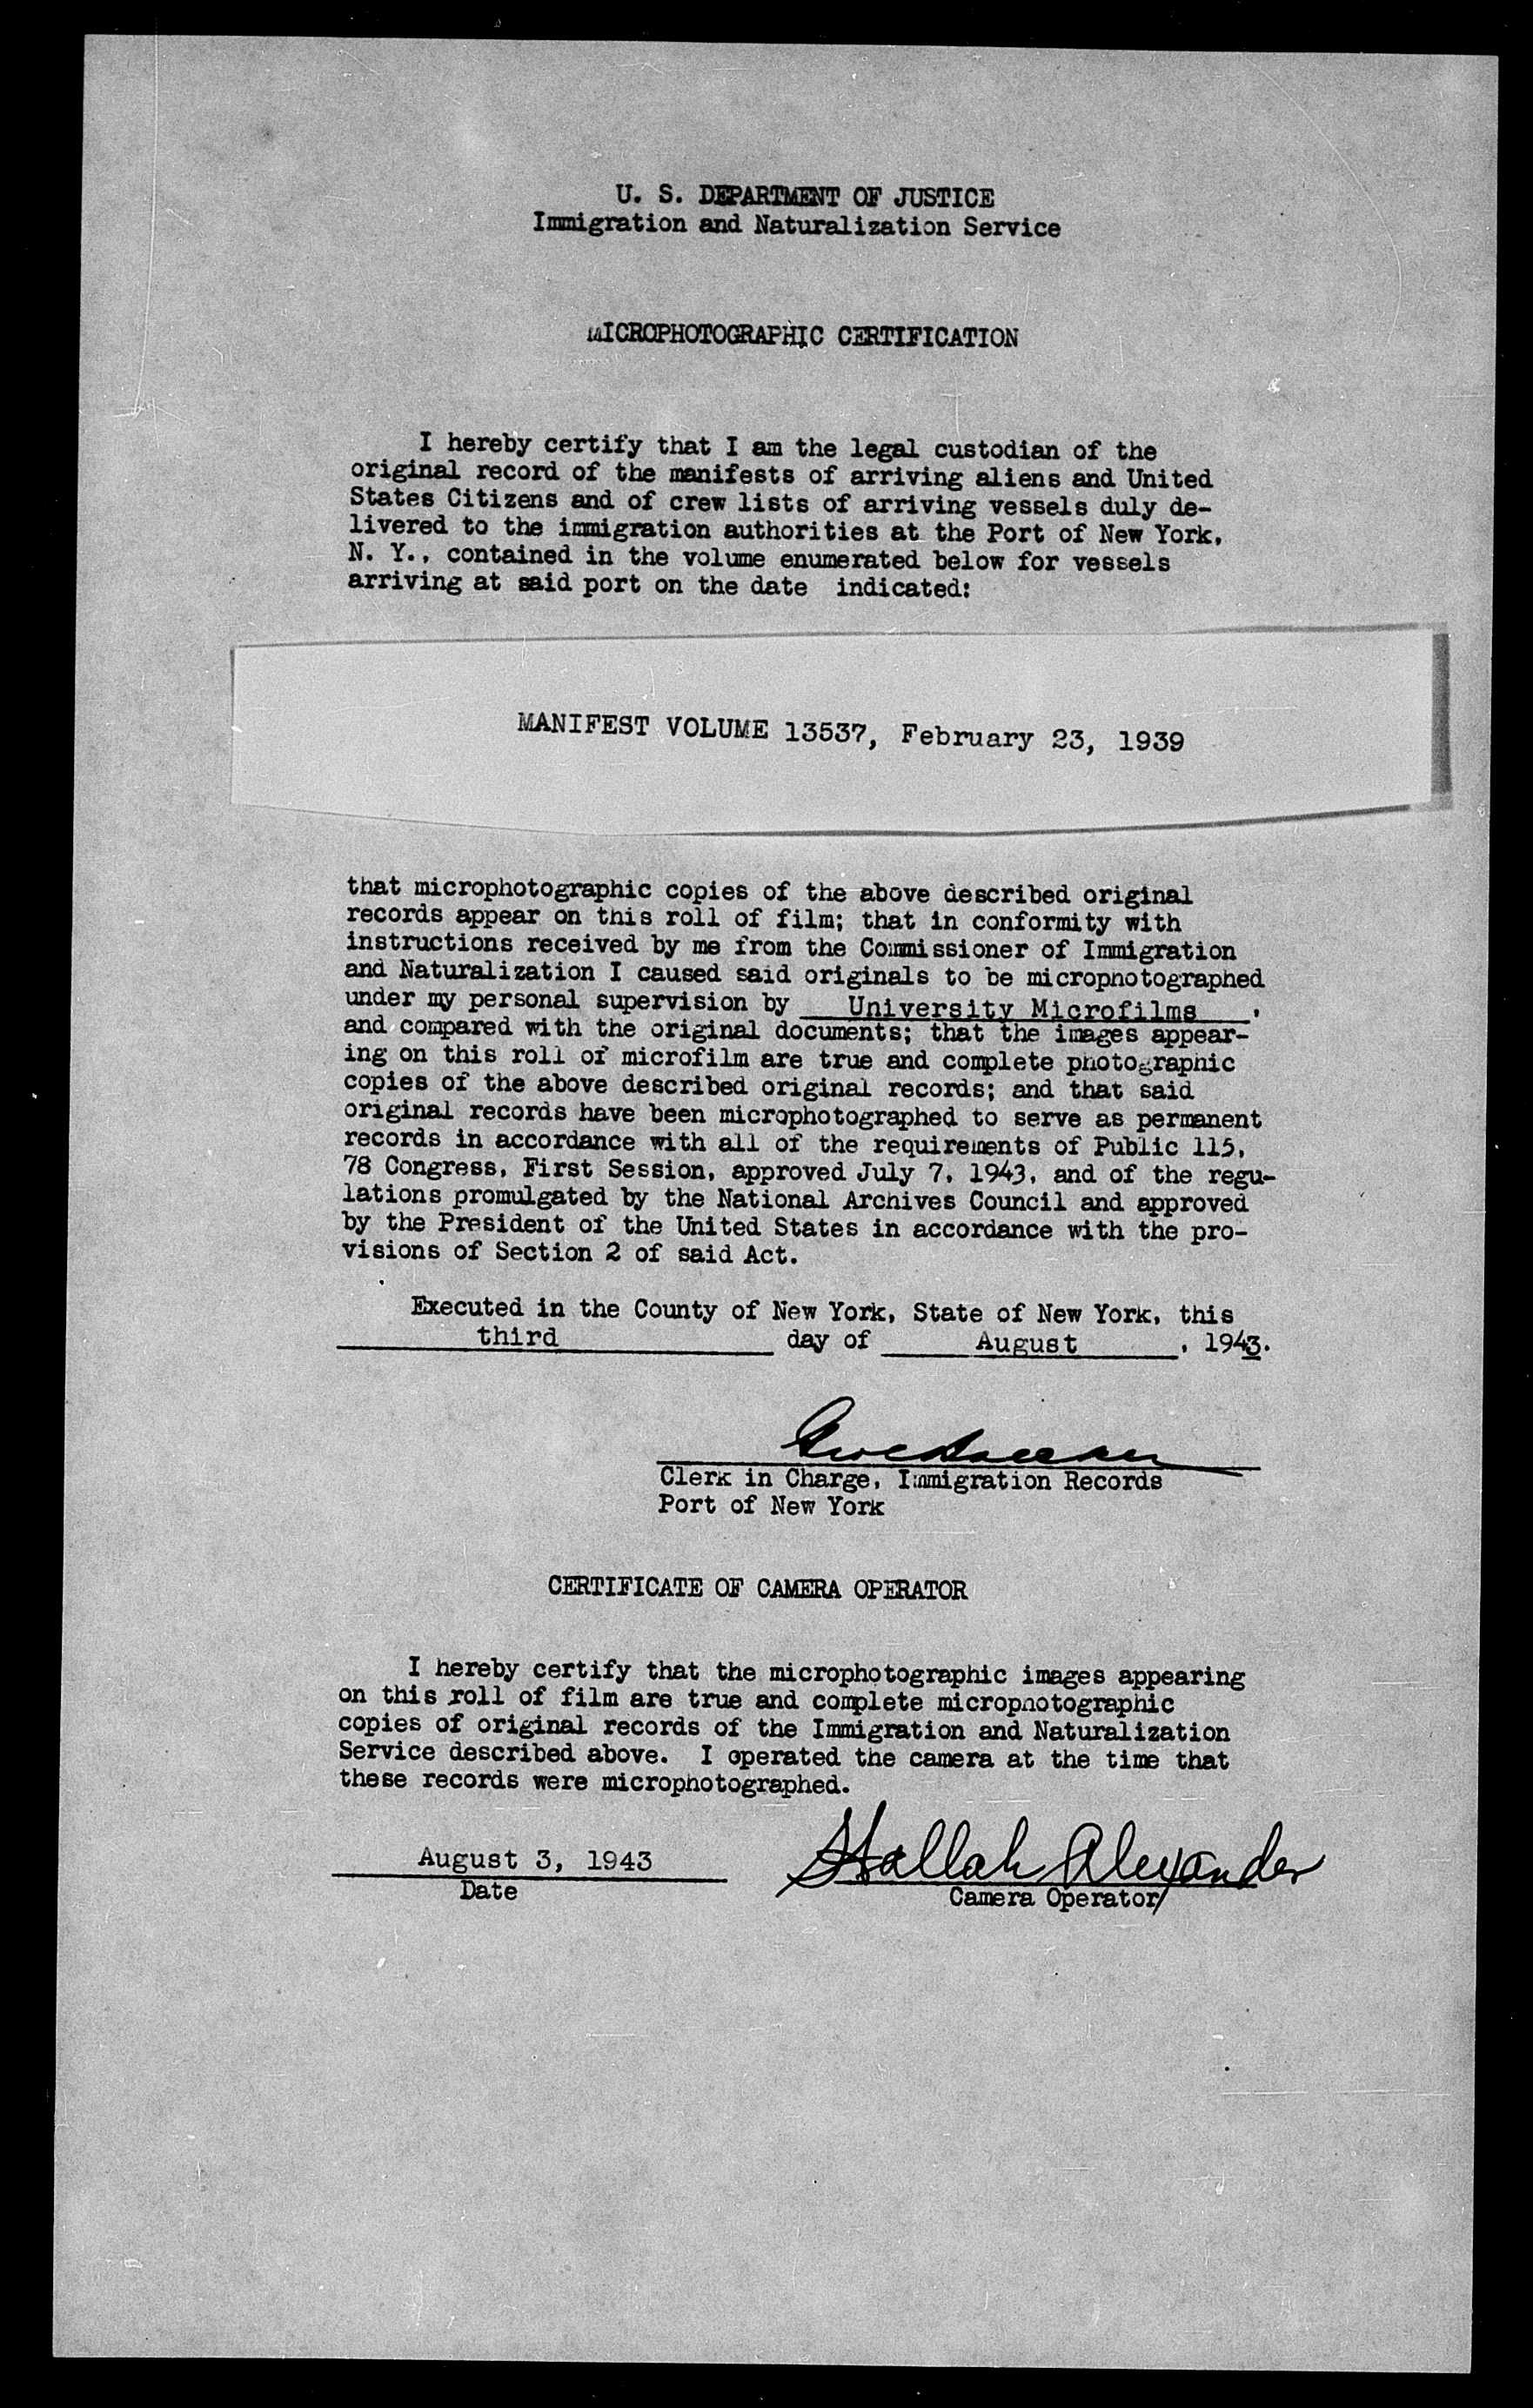 U. S. DEPARTMENT OF JUSTICE
Immigration and Naturalization Service
MICROPHOTOGRAPHIC CERTIFICATION
I hereby certify that I am the legal custodian of the
original record of the manifests of arriving aliens and United
States Citizens and of crew lists of arriving vessels duly de-
livered to the immigration authorities at the Port of New York,
N. Y., contained in the volume enumerated below for vessels
arriving at said port on the date indicated:
MANIFEST VOLUME 13537, February 23, 1939
that microphotographic copies of the above described original
records appear on this roll of film; that in conformity with
instructions received by me from the Commissioner of Immigration
and Naturalization I caused said originals to be microphotographed
under my personal supervision by University Microfilms,
and compared with the original documents; that the images appear-
ing on this roll of microfilm are true and complete photographic
copies of the above described original records; and that said
original records have been microphotographed to serve as permanent
records in accordance with all of the requirements of Public 115,
78 Congress, First Session, approved July 7, 1943, and of the regu-
lations promulgated by the National Archives Council and approved
by the President of the United States in accordance with the pro-
visions of Section 2 of said Act.
Executed in the County of New York, State of New York, this
third day of August, 1943.
Clerk in Charge, Immigration Records
Port of New York
CERTIFICATE OF CAMERA OPERATOR
I hereby certify that the microphotographic images appearing
on this roll of film are true and complete microphotographic
copies of original records of the Immigration and Naturalization
Service described above. I operated the camera at the time that
these records were microphotographed.
August 3, 1943 Hallah Alexander
Date Camera Operator